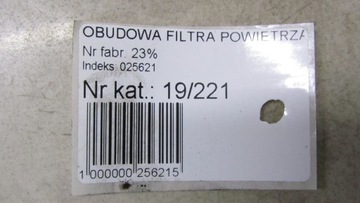 OBUDOWA FILTRA POWIETRZA
Nr fabr. 23%
Indeks: 025621
Nr kat.: 19/221
1 000000 256215